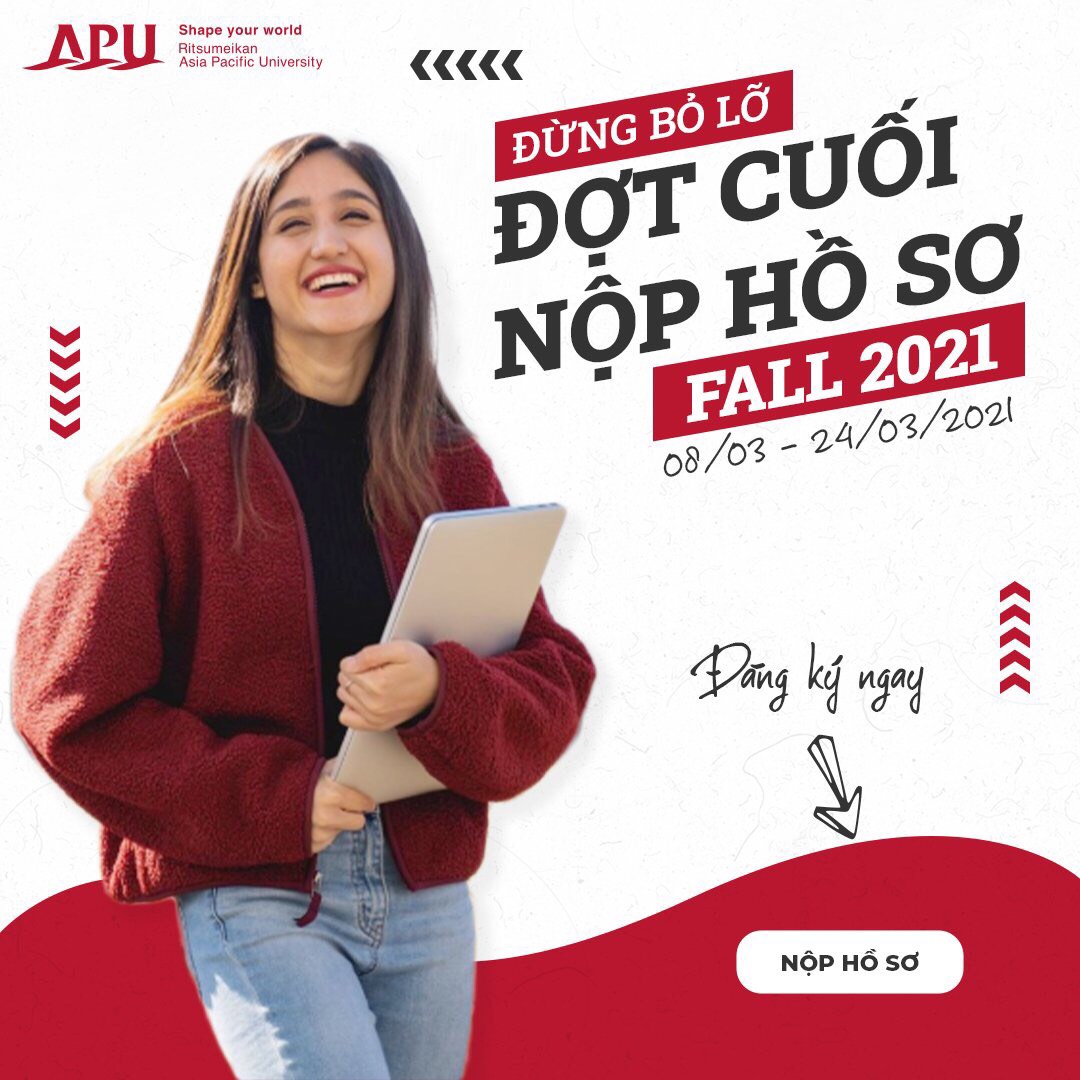 APU
Shape your world
Ritsumeikan
Asia Pacific University
ĐỪNG BỎ LỠ
ĐỢT CUỐI
NỘP HỒ SƠ
FALL 2021
08/03 - 24/03/2021
Đăng ký ngay
NỘP HỒ SƠ